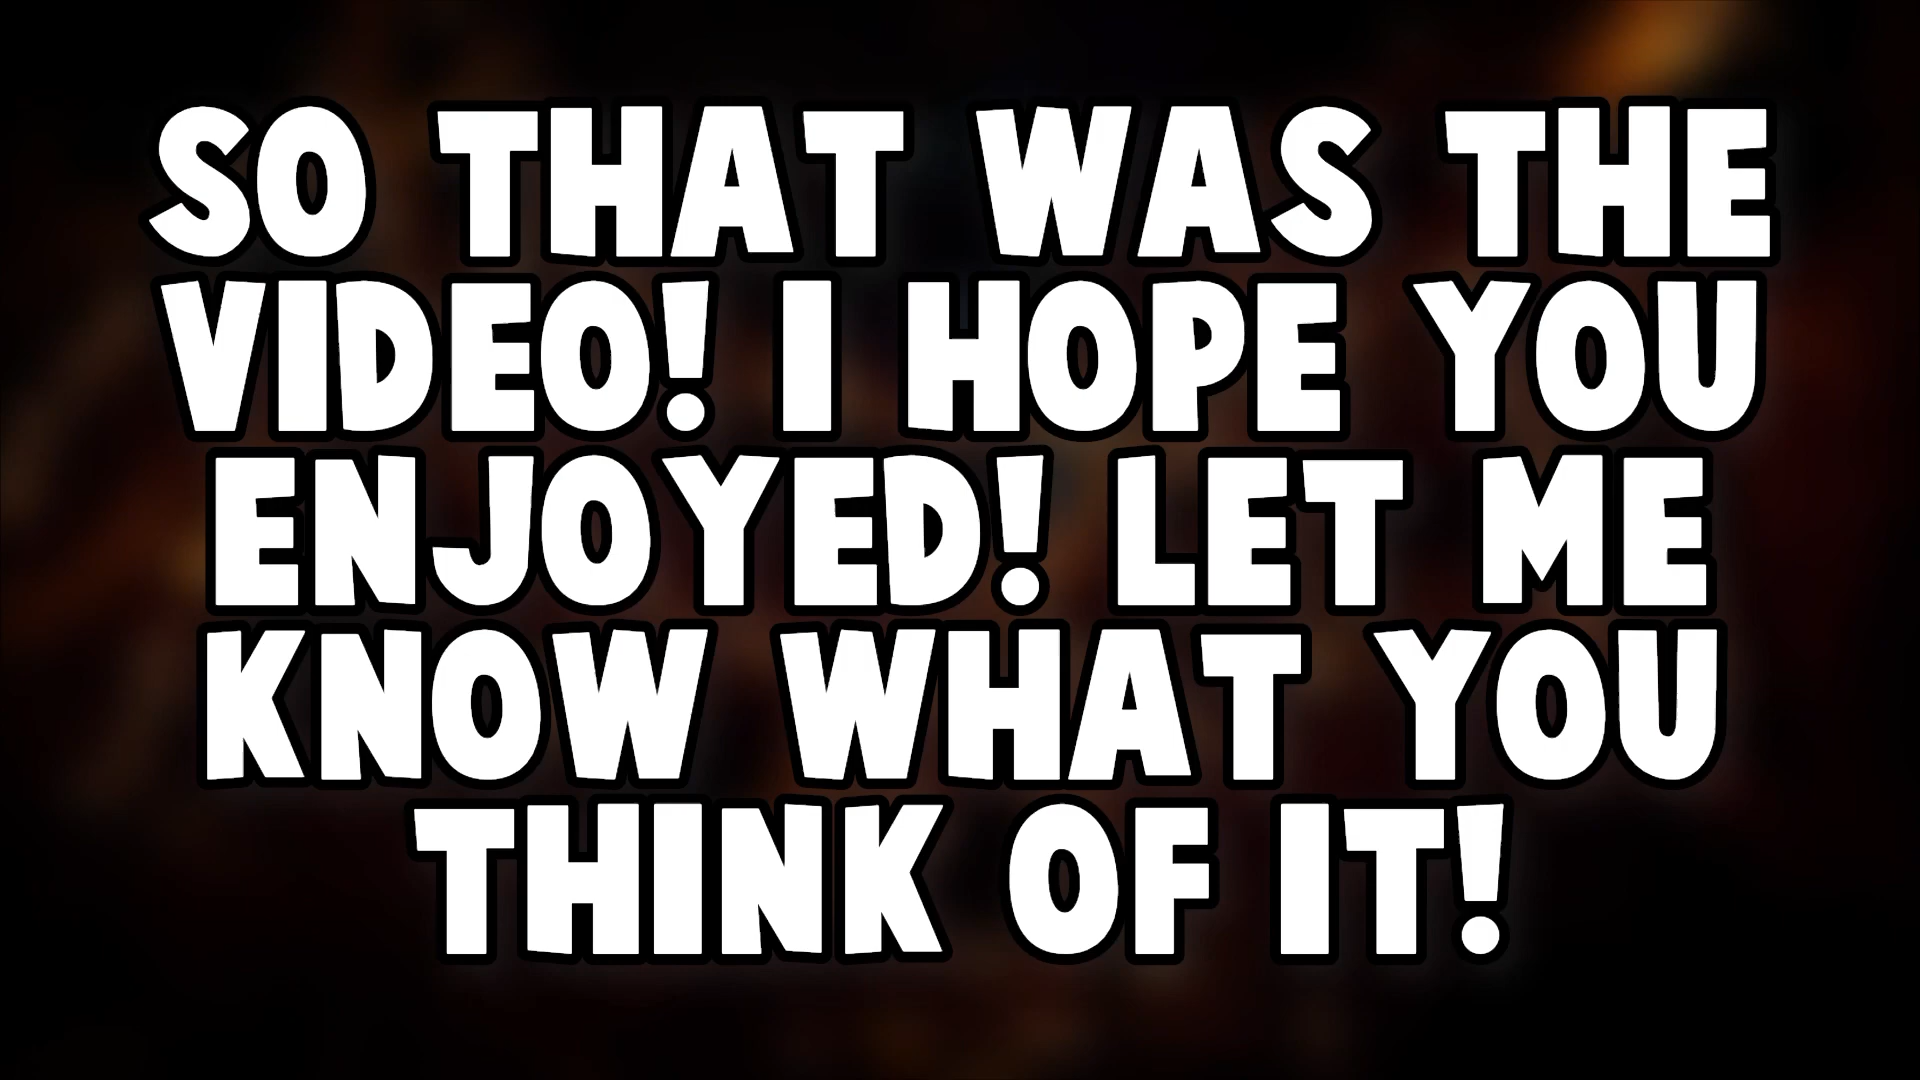 SO THAT WAS THE
VIDEO! I HOPE YOU
ENJOYED! LET ME
KNOW WHAT YOU
THINK OF IT!